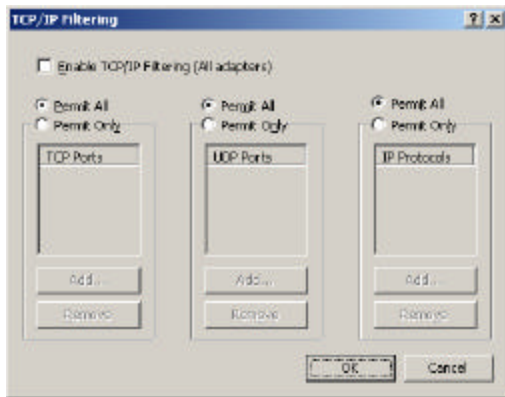 TCP/IP Filtering
Enable TCP/IP Filtering (All adapters)
Permit All
Permit Only
TCP Ports
Add...
Remove
Permit All
Permit Only
UDP Ports
Add...
Remove
Permit All
Permit Only
IP Protocols
Add...
Remove
OK
Cancel